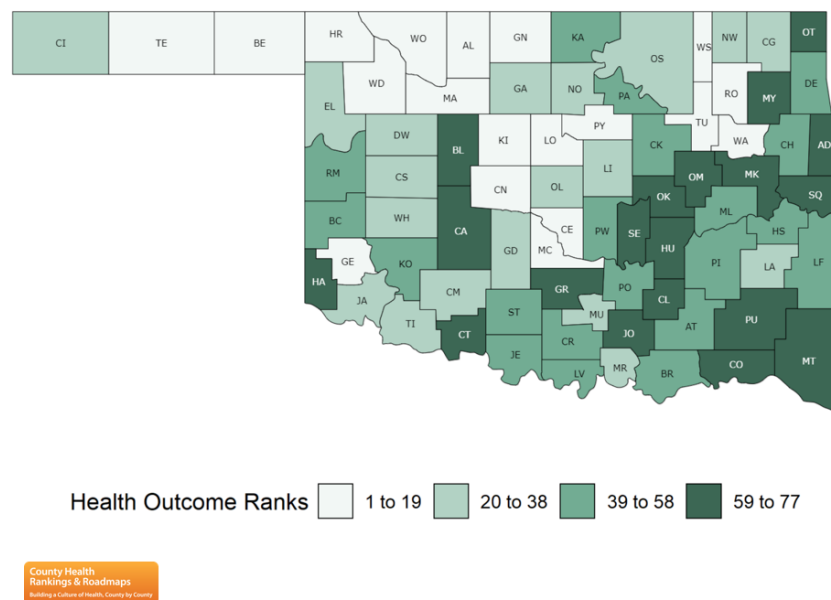 CI TE BE HR WO AL GN KA OS WS NW CG OT
WD MA GA NO PA RO MY DE
EL DW BL KI LO PY CK TU WA CH AD
RM CS CN OL LI OM MK SQ
BC WH CA GD CE MC PW SE OK ML HS
GE KO HU PI LA LF
HA JA CM GR PO CL
TI CT ST MU JO AT PU MT
JE CR LV MR BR CO
Health Outcome Ranks 1 to 19 20 to 38 39 to 58 59 to 77
County Health
Rankings & Roadmaps
Building a Culture of Health, County by County